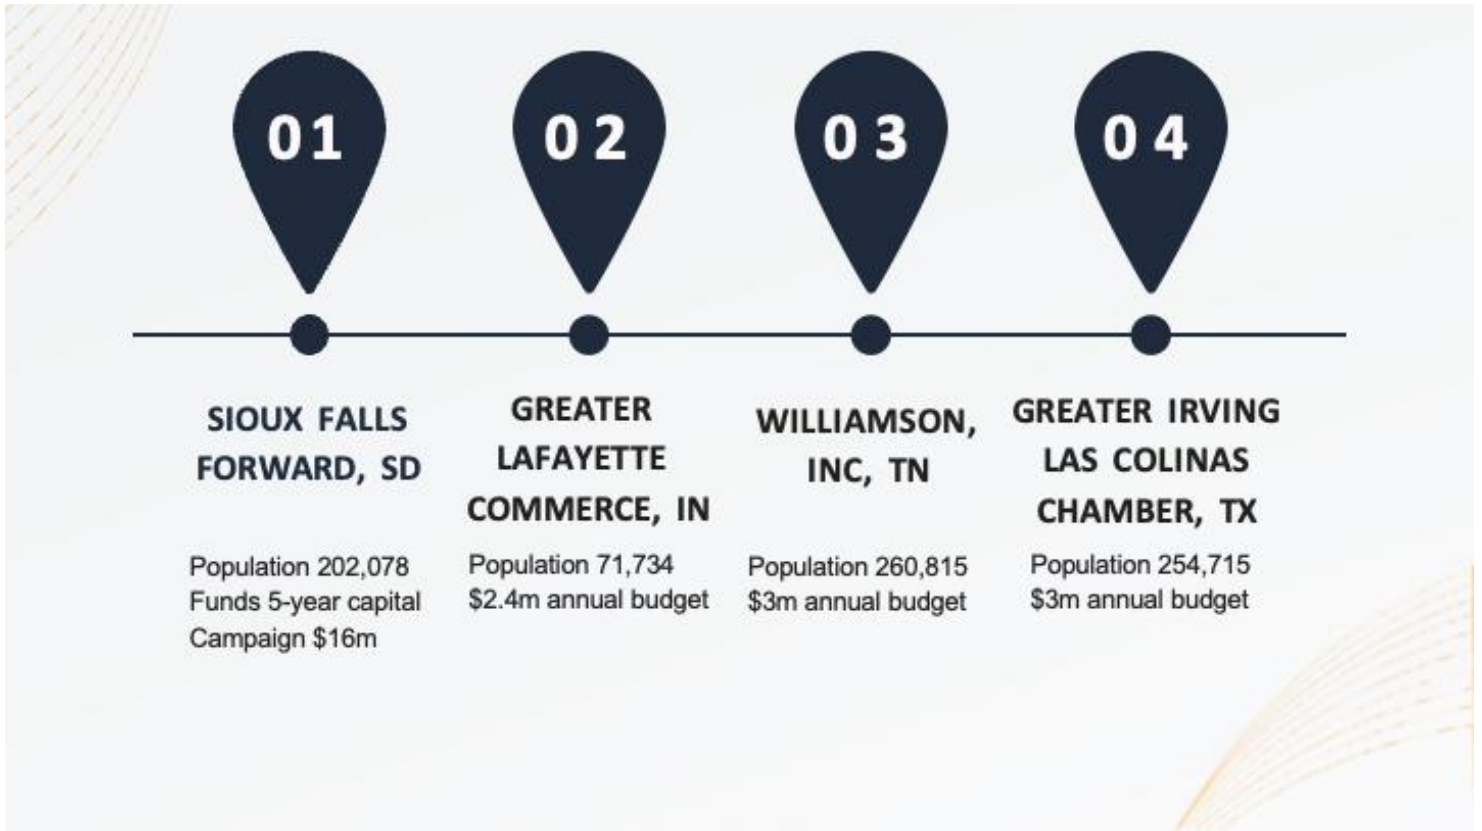 01
SIOUX FALLS
FORWARD, SD
Population 202,078
Funds 5-year capital
Campaign $16m
02
GREATER
LAFAYETTE
COMMERCE, IN
Population 71,734
$2.4m annual budget
03
WILLIAMSON,
INC, TN
Population 260,815
$3m annual budget
04
GREATER IRVING
LAS COLINAS
CHAMBER, TX
Population 254,715
$3m annual budget